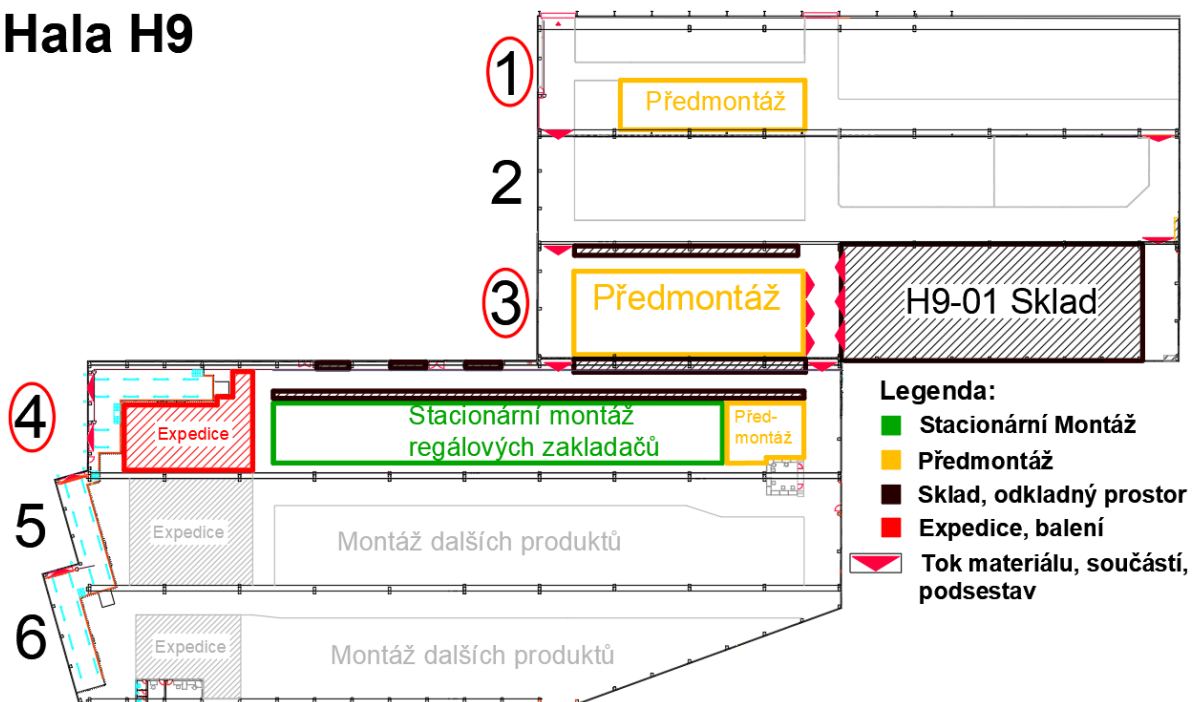 Hala H9
1
Předmontáž
2
3
Předmontáž
H9-01 Sklad
4
Expedice
Stacionární montáž
regálových zakladačů
Před-
montáž
5
Expedice
Montáž dalších produktů
6
Expedice
Montáž dalších produktů
Legenda:
Stacionární Montáž
Předmontáž
Sklad, odkladný prostor
Expedice, balení
Tok materiálu, součástí,
podsestav